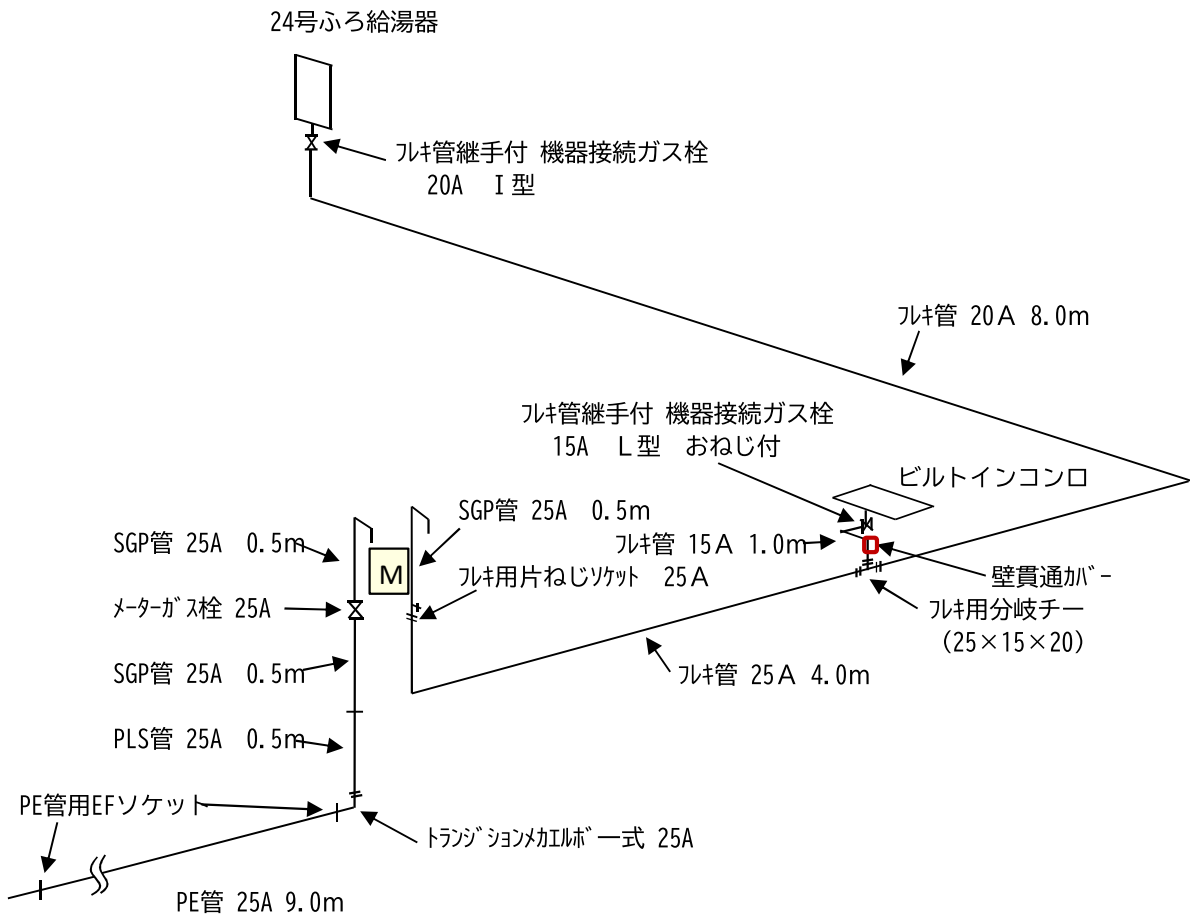 24号ふろ給湯器
ﾌﾚｷ管継手付 機器接続ガス栓
20A Ⅰ型
ﾌﾚｷ管 20Ａ 8.0m
ﾌﾚｷ管継手付 機器接続ガス栓
15A Ｌ型 おねじ付
ビルトインコンロ
SGP管 25A 0.5m
SGP管 25A 0.5m
ﾌﾚｷ管 15Ａ 1.0m
M
ﾌﾚｷ用片ねじｿｹｯﾄ 25Ａ
壁貫通ｶﾊﾞｰ
ﾒｰﾀｰｶﾞｽ栓 25A
ﾌﾚｷ用分岐チー
（25×15×20）
SGP管 25A 0.5m
ﾌﾚｷ管 25Ａ 4.0m
PLS管 25A 0.5m
PE管用EFソケット
ﾄﾗﾝｼﾞｼｮﾝﾒｶｴﾙﾎﾞ一式 25A
PE管 25A 9.0m